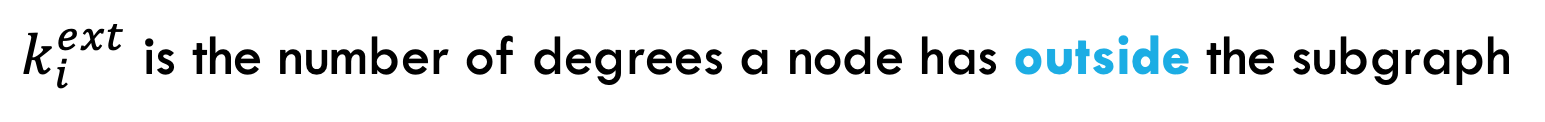 $k_i^{ext}$ is the number of degrees a node has outside the subgraph